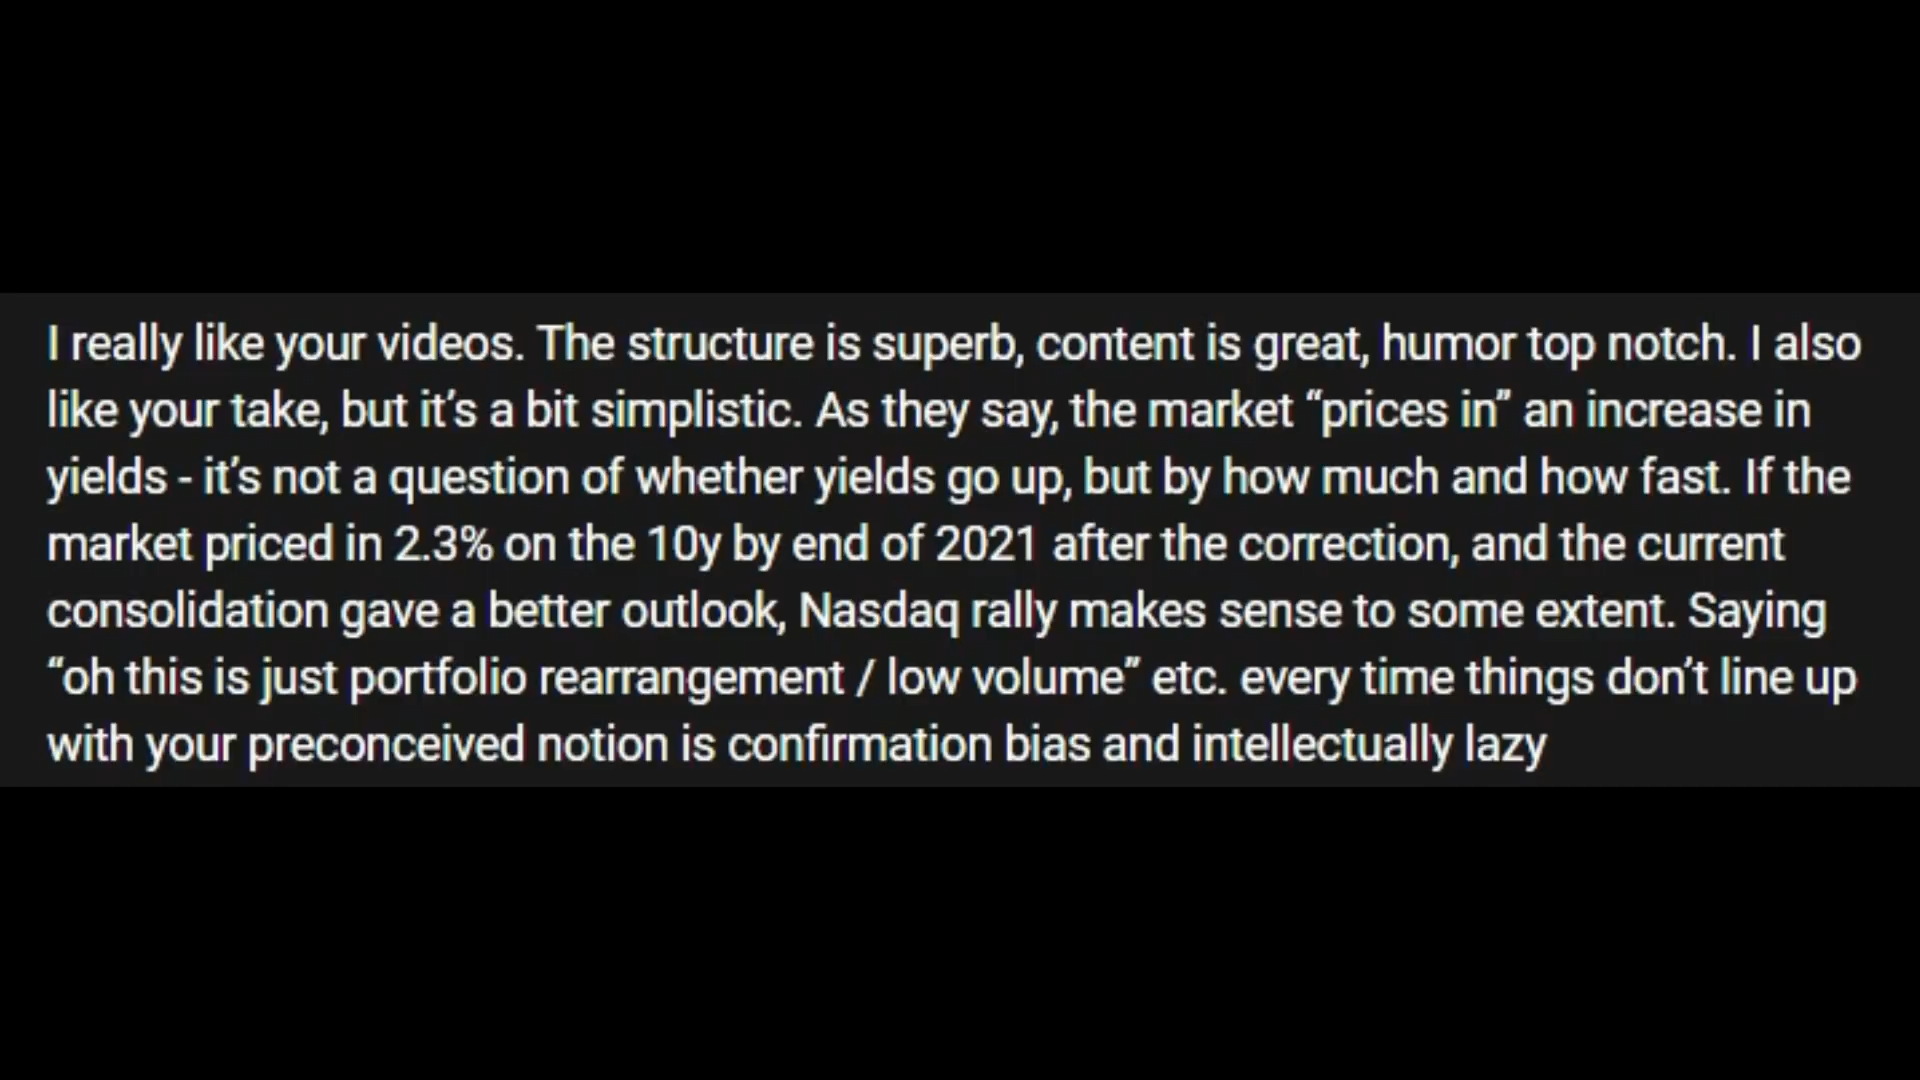 I really like your videos. The structure is superb, content is great, humor top notch. I also
like your take, but it’s a bit simplistic. As they say, the market “prices in” an increase in
yields - it’s not a question of whether yields go up, but by how much and how fast. If the
market priced in 2.3% on the 10y by end of 2021 after the correction, and the current
consolidation gave a better outlook, Nasdaq rally makes sense to some extent. Saying
“oh this is just portfolio rearrangement / low volume” etc. every time things don’t line up
with your preconceived notion is confirmation bias and intellectually lazy